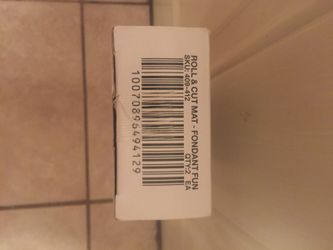 ROLL & CUT MAT - FONDANT FUN
SKU: 409-412 QTY:2 EA
10070896494129